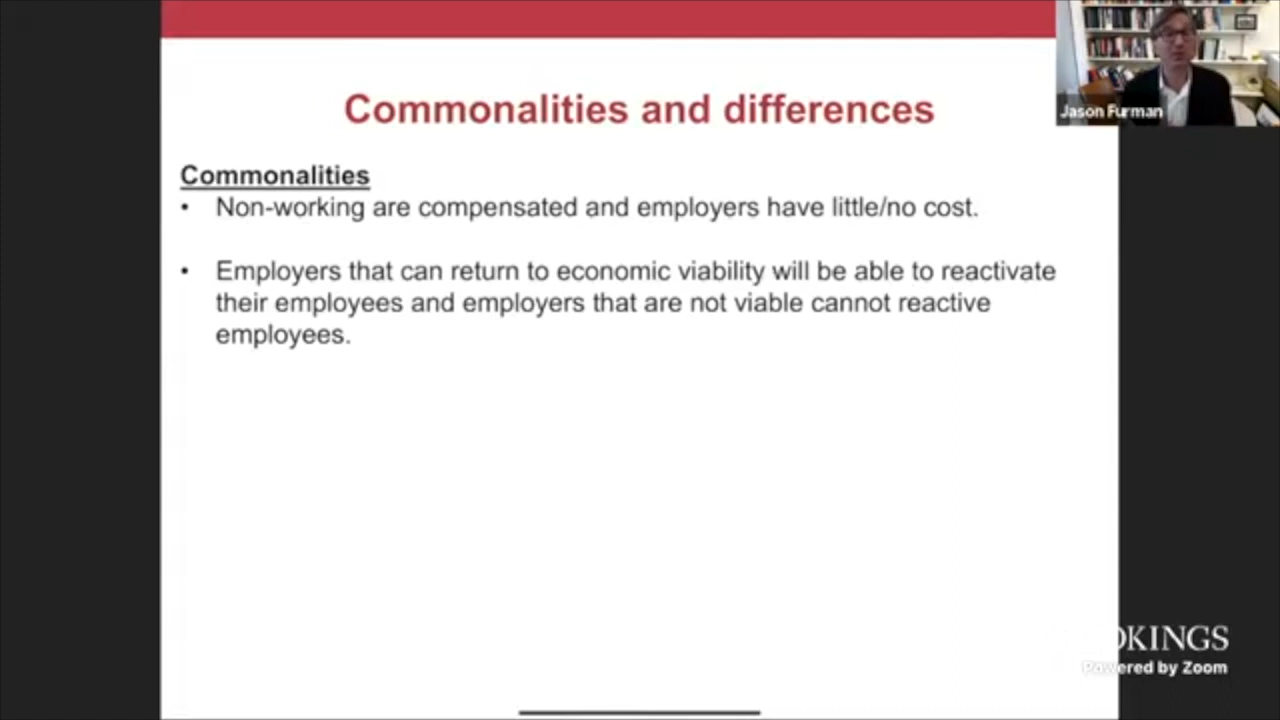 Commonalities and differences
Jason Furman
Commonalities
• Non-working are compensated and employers have little/no cost.
• Employers that can return to economic viability will be able to reactivate
their employees and employers that are not viable cannot reactive
employees.
OKINGS
Powered by Zoom